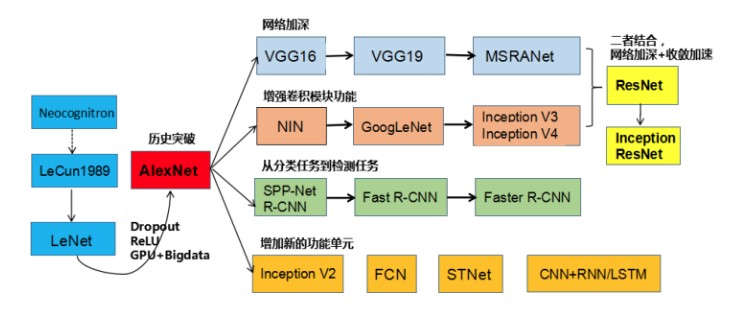 网络加深
VGG16
VGG19
MSRANet
二者结合，
网络加深+收敛加速
ResNet
Inception
ResNet
增强卷积模块功能
NIN
GoogLeNet
Inception V3
Inception V4
Neocognitron
LeCun1989
LeNet
历史突破
AlexNet
Dropout
ReLU
GPU+Bigdata
从分类任务到检测任务
SPP-Net
R-CNN
Fast R-CNN
Faster R-CNN
增加新的功能单元
Inception V2
FCN
STNet
CNN+RNN/LSTM